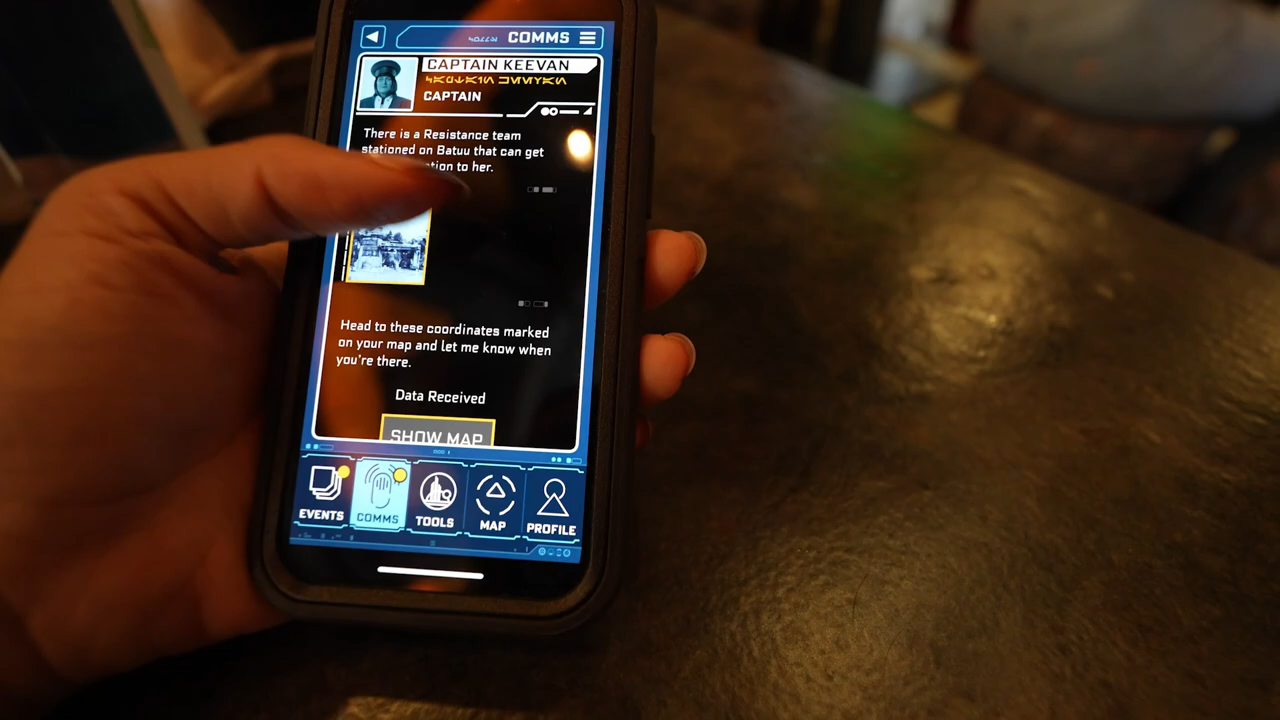 COMMS
CAPTAIN KEEVAN
CAPTAIN
There is a Resistance team
stationed on Batuu that can get
to her.
Head to these coordinates marked
on your map and let me know when
you're there.
Data Received
SHOW MAP
EVENTS
COMMS
TOOLS
MAP
PROFILE